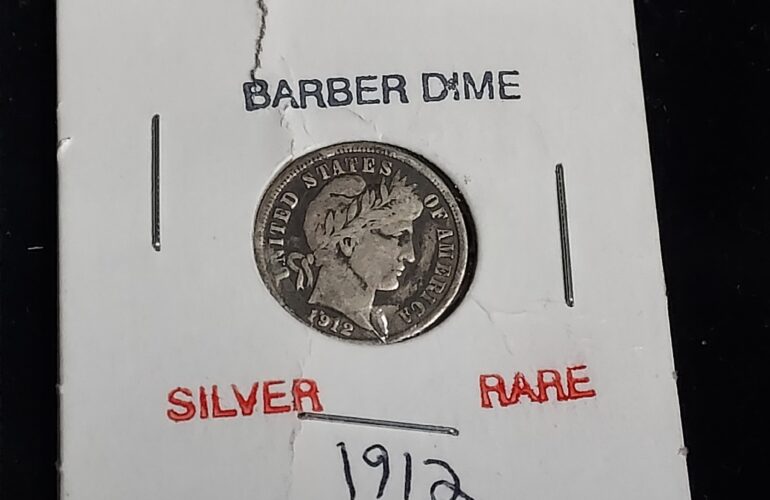 BARBER DIME
UNITED STATES OF AMERICA
1912
SILVER RARE
1912